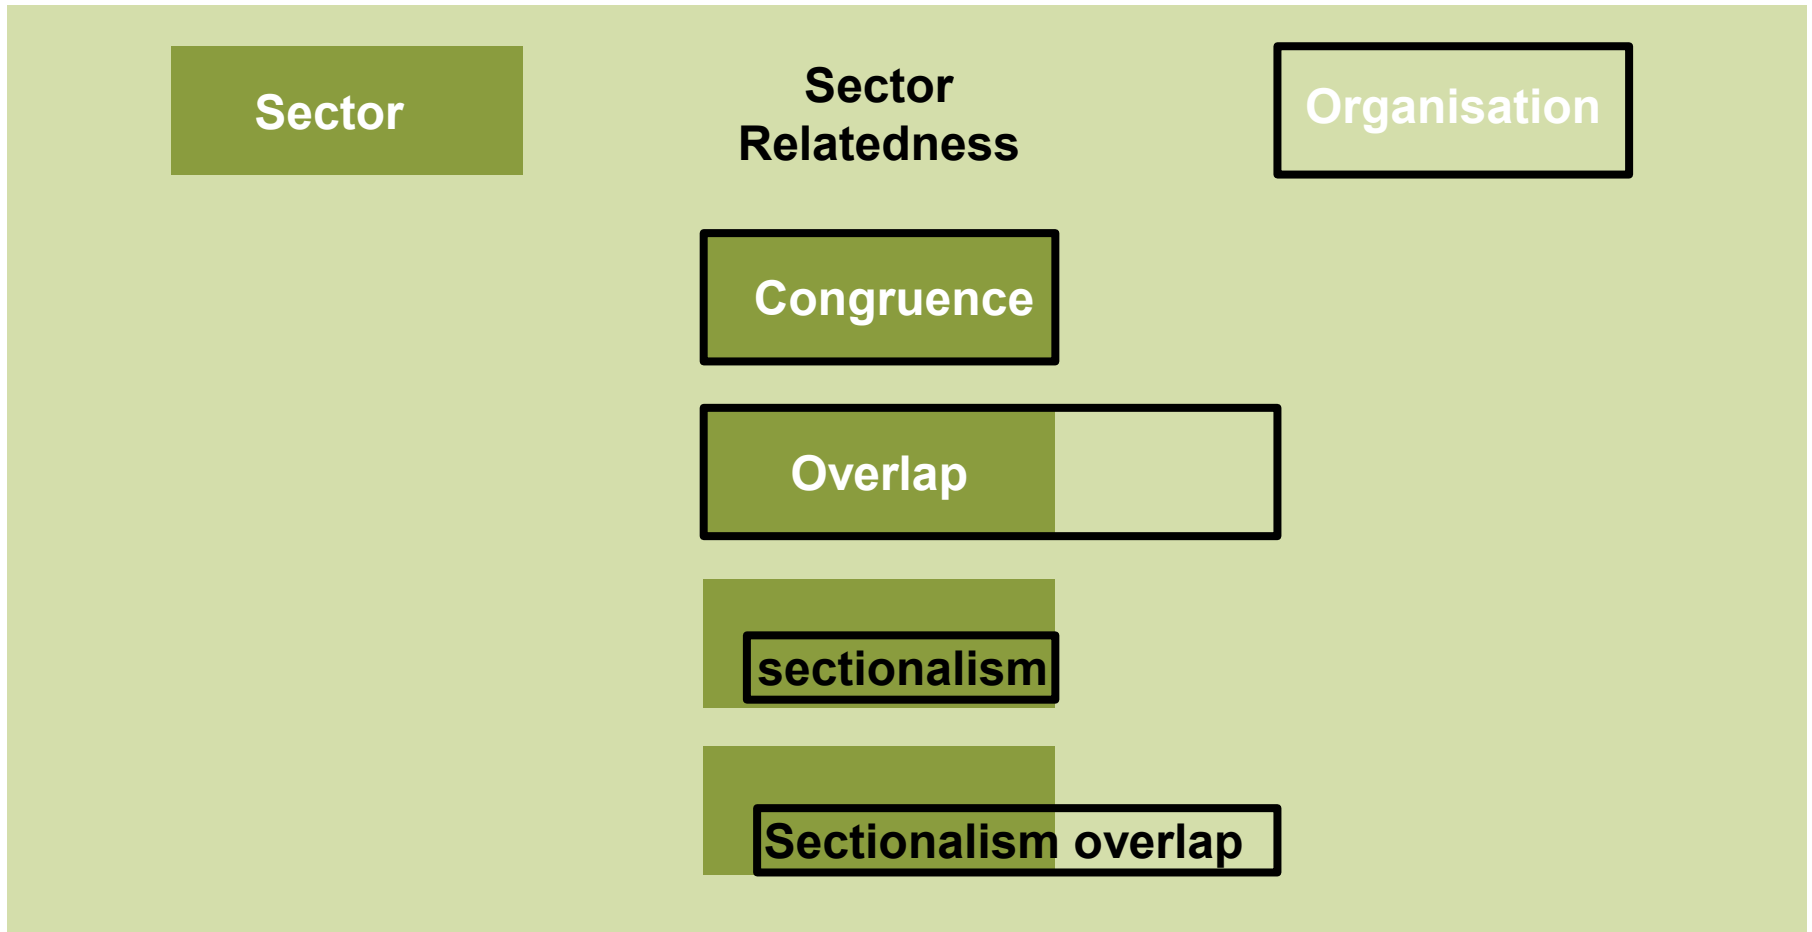 Sector
Sector
Relatedness
Organisation
Congruence
Overlap
sectionalism
Sectionalism overlap